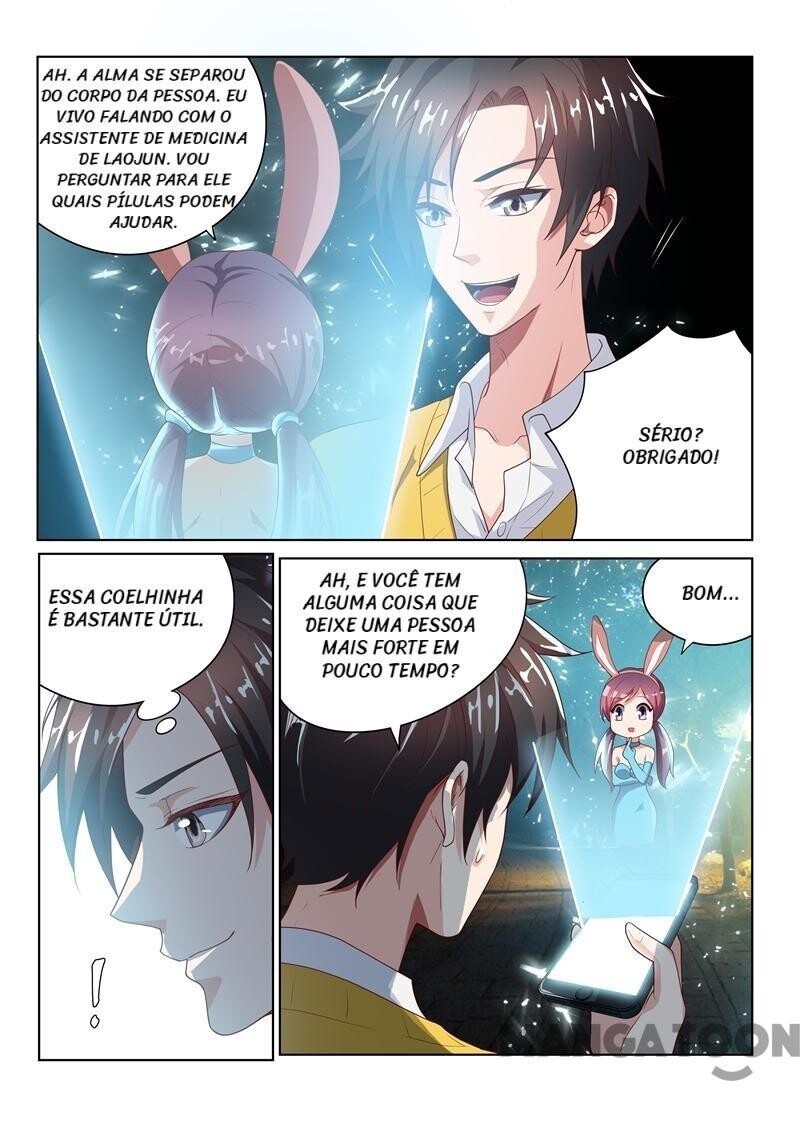 AH. A ALMA SE SEPAROU
DO CORPO DA PESSOA. EU
VIVO FALANDO COM O
ASSISTENTE DE MEDICINA
DE LAOJUN. VOU
PERGUNTAR PARA ELE
QUAIS PÍLULAS PODEM
AJUDAR.
SÉRIO?
OBRIGADO!
ESSA COELHINHA
É BASTANTE ÚTIL.
!
AH, E VOCÊ TEM
ALGUMA COISA QUE
DEIXE UMA PESSOA
MAIS FORTE EM
POUCO TEMPO?
BOM...
MANGATOON